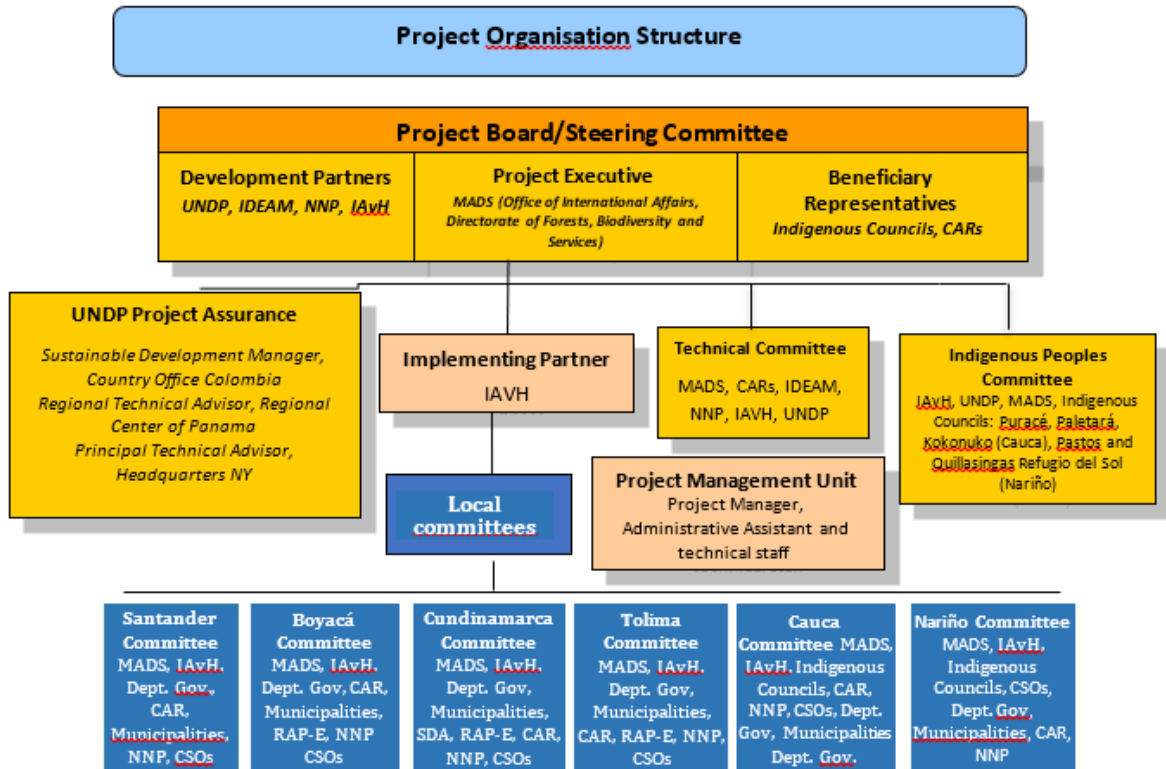 Project Organisation Structure
Project Board/Steering Committee
Development Partners
UNDP, IDEAM, NNP, IAvH
Project Executive
MADS (Office of International Affairs,
Directorate of Forests, Biodiversity and
Services)
Beneficiary
Representatives
Indigenous Councils, CARs
UNDP Project Assurance
Sustainable Development Manager,
Country Office Colombia
Regional Technical Advisor, Regional
Center of Panama
Principal Technical Advisor,
Headquarters NY
Implementing Partner
IAVH
Technical Committee
MADS, CARs, IDEAM,
NNP, IAVH, UNDP
Indigenous Peoples
Committee
IAvH, UNDP, MADS, Indigenous
Councils: Puracé, Paletará,
Kokonuko (Cauca), Pastos and
Quillasingas Refugio del Sol
(Nariño)
Local
committees
Project Management Unit
Project Manager,
Administrative Assistant and
technical staff
Santander
Committee
MADS, IAvH.
Dept. Gov.,
CAR,
Municipalities,
NNP, CSOs
Boyacá
Committee
MADS, IAvH.
Dept. Gov, CAR,
Municipalities,
RAP-E, NNP
CSOs
Cundinamarca
Committee
MADS, IAvH.
Dept. Gov,
Municipalities,
SDA, RAP-E, CAR,
NNP, CSOs
Tolima
Committee
MADS, IAvH.
Dept. Gov,
Municipalities,
CAR, RAP-E, NNP,
CSOs
Cauca
Committee MADS,
IAvH. Indigenous
Councils, CAR,
NNP, CSOs, Dept.
Gov, Municipalities
Dept. Gov.
Nariño Committee
MADS, IAvH,
Indigenous
Councils, CSOs,
Dept. Gov,
Municipalities, CAR,
NNP